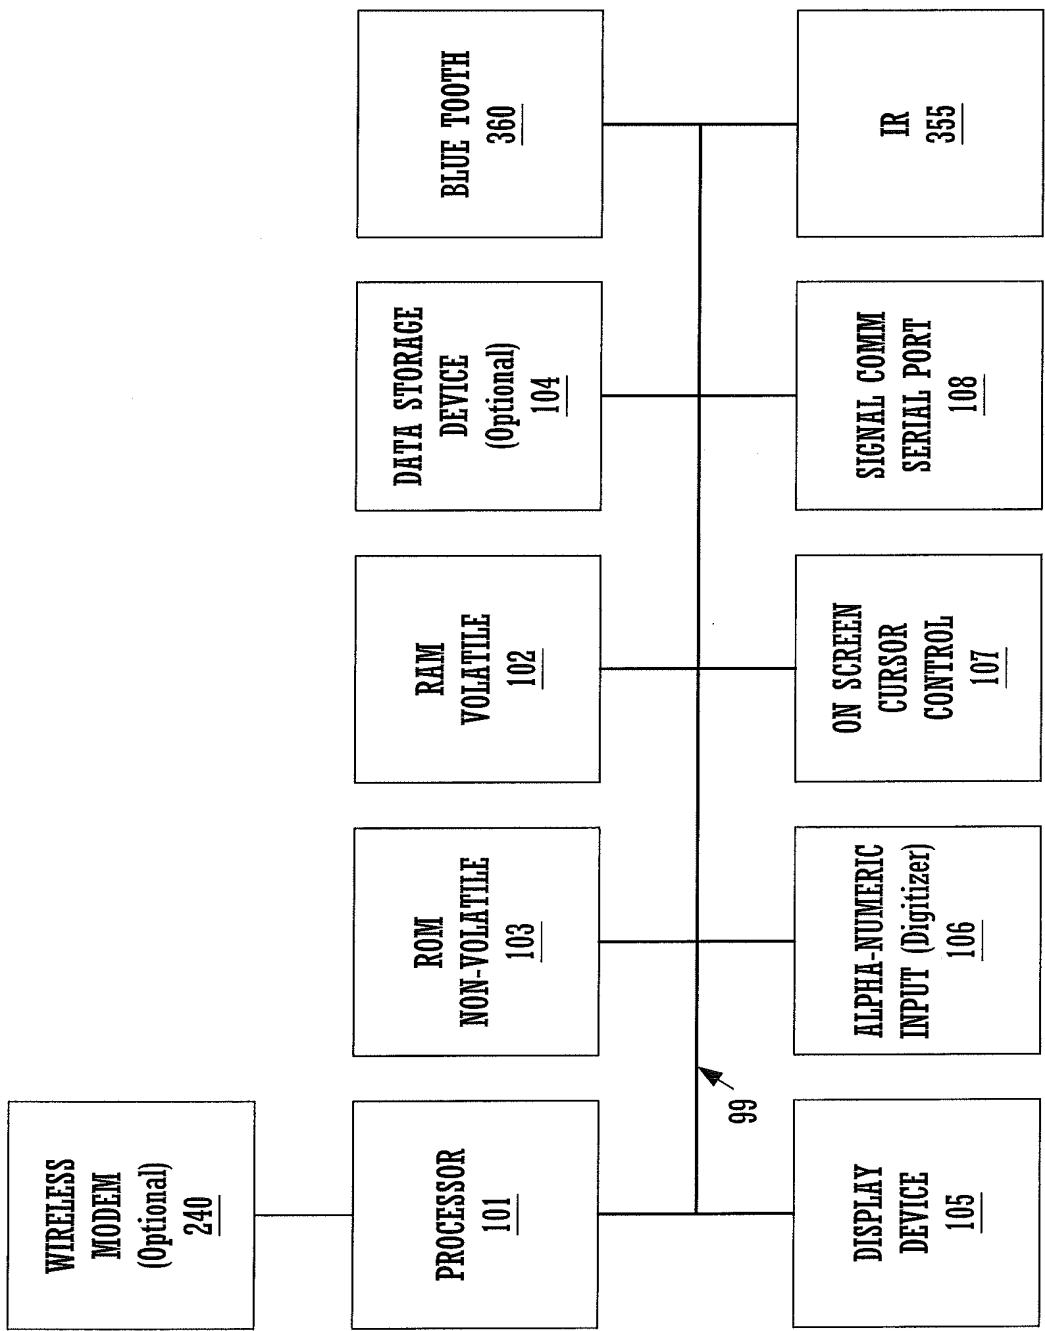 WIRELESS
MODEM
(Optional)
240
PROCESSOR
101
ROM
NON-VOLATILE
103
RAM
VOLATILE
102
DATA STORAGE
DEVICE
(Optional)
104
BLUE TOOTH
360
99
DISPLAY
DEVICE
105
ALPHA-NUMERIC
INPUT (Digitizer)
106
ON SCREEN
CURSOR
CONTROL
107
SIGNAL COMM
SERIAL PORT
108
IR
355